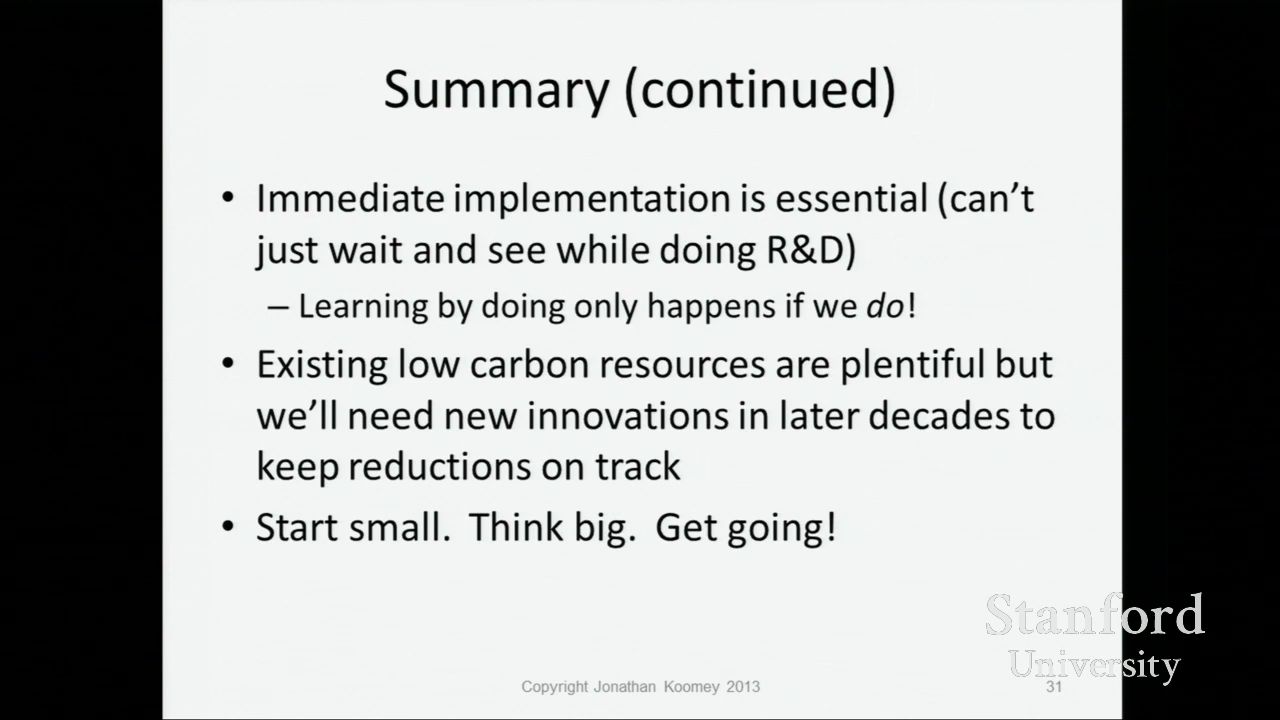 Summary (continued)
• Immediate implementation is essential (can’t
just wait and see while doing R&D)
– Learning by doing only happens if we do!
• Existing low carbon resources are plentiful but
we’ll need new innovations in later decades to
keep reductions on track
• Start small.  Think big.  Get going!
Stanford
University
Copyright Jonathan Koomey 2013
31